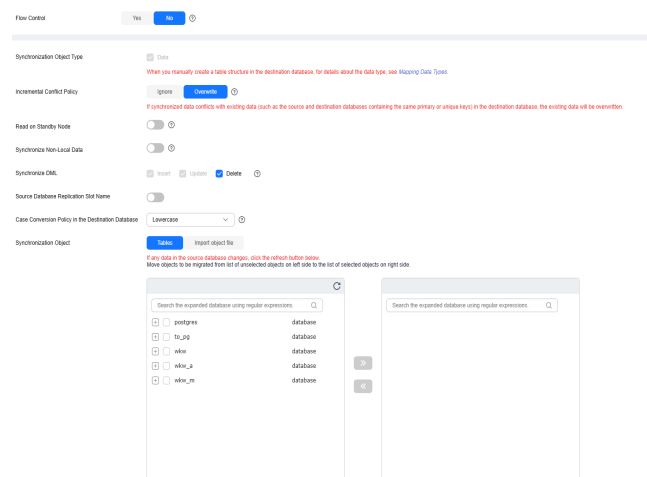 Flow Control Yes No
Synchronization Object Type Data
When you manually create a table structure in the destination database, for details about the data type, see Mapping Data Types.
Incremental Conflict Policy Ignore Overwrite
If synchronized data conflicts with existing data (such as the source and destination databases containing the same primary or unique keys) in the destination database, the existing data will be overwritten.
Read on Standby Node
Synchronize Non-Local Data
Synchronize DML Insert Update Delete
Source Database Replication Slot Name
Case Conversion Policy in the Destination Database Lowercase
Synchronization Object Tables Import object file
If any data in the source database changes, click the refresh button below.
Move objects to be migrated from list of unselected objects on left side to the list of selected objects on right side.
Search the expanded database using regular expressions. Search the expanded database using regular expressions.
postgres database
to_pg database
wkw database
wkw_a database
wkw_m database